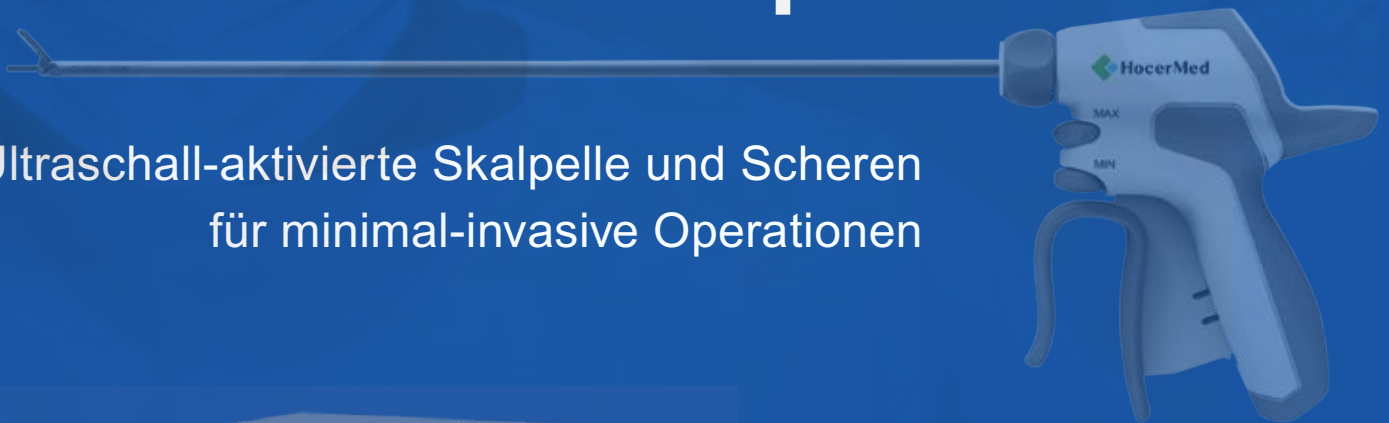 HocerMed
MAX
MIN
Ultraschall-aktivierte Skalpelle und Scheren
für minimal-invasive Operationen